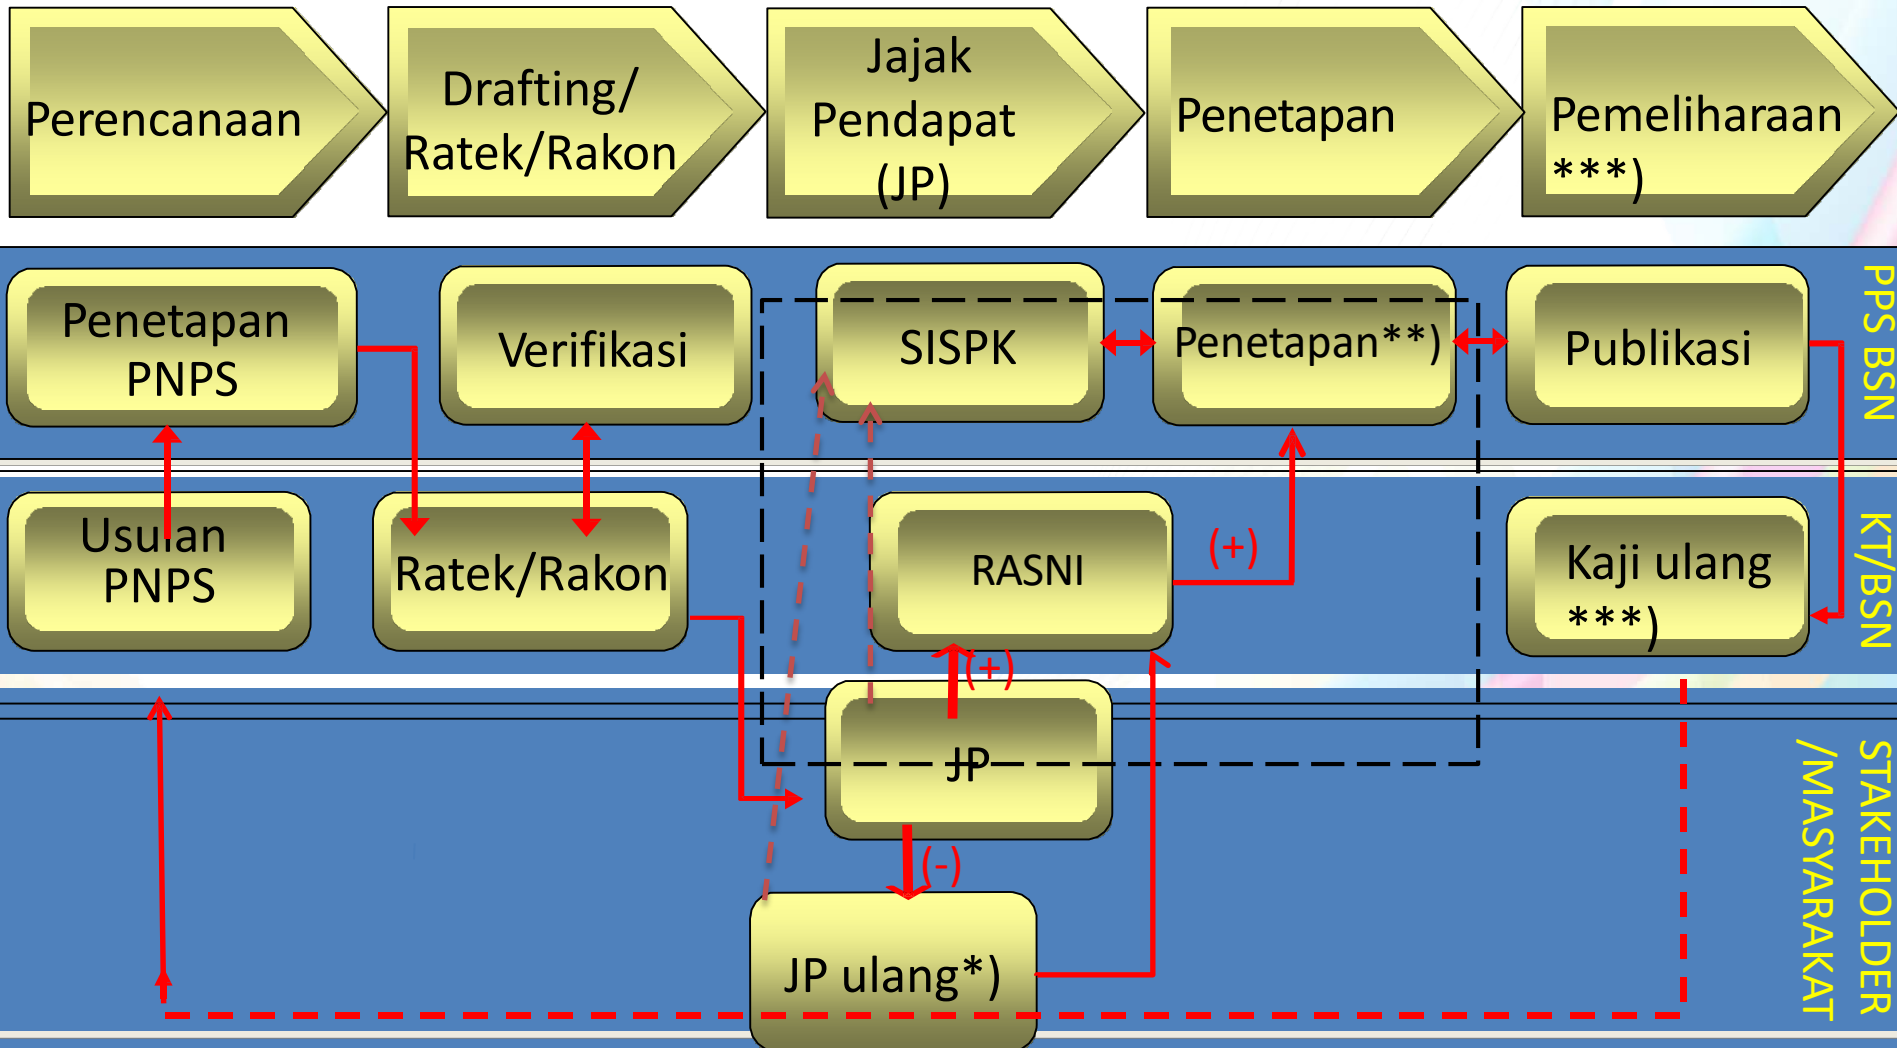 Perencanaan
Drafting/
Ratek/Rakon
Jajak
Pendapat
(JP)
Penetapan
Pemeliharaan
***)
Penetapan
PNPS
Verifikasi
SISPK
Penetapan**)
Publikasi
PPS BSN
Usulan
PNPS
Ratek/Rakon
RASNI
(+)
Kaji ulang
***)
KT/BSN
(+)
JP
(-)
JP ulang*)
STAKEHOLDER
/MASYARAKAT